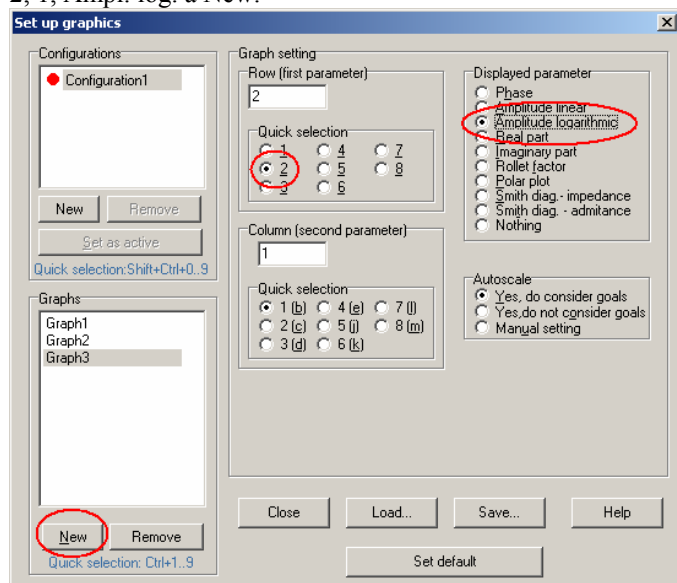 2, 1, Ampl. log. a New.
Set up graphics
Configurations
Configuration1
New Remove
Set as active
Quick selection:Shift+Ctrl+0..9
Graphs
Graph1
Graph2
Graph3
New Remove
Quick selection: Ctrl+1..9
Graph setting
Row (first parameter)
2
Quick selection
1 4 7
2 5 8
3 6
Column (second parameter)
1
Quick selection
1 (b) 4 (e) 7 (l)
2 (c) 5 (j) 8 (m)
3 (d) 6 (k)
Displayed parameter
Phase
Amplitude linear
Amplitude logarithmic
Real part
Imaginary part
Rollet factor
Polar plot
Smith diag.- impedance
Smith diag. - admitance
Nothing
Autoscale
Yes, do consider goals
Yes,do not consider goals
Manual setting
Close Load... Save... Help
Set default